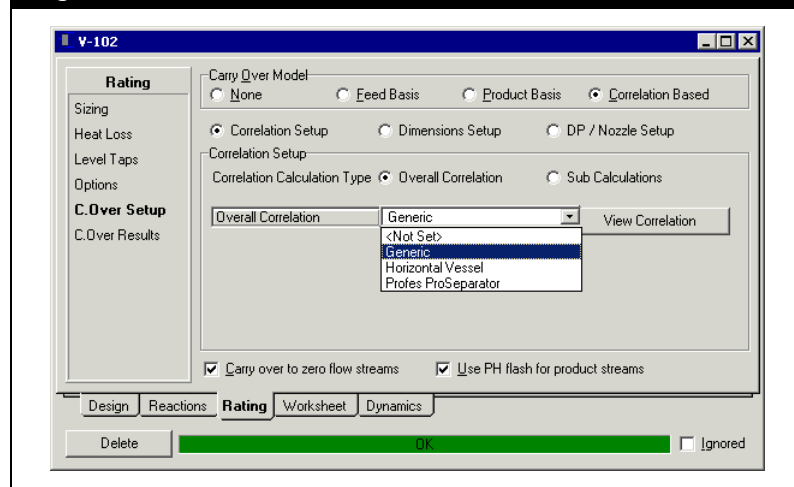 V-102
Rating
Sizing
Heat Loss
Level Taps
Options
C.Over Setup
C.Over Results
Carry Over Model
None Feed Basis Product Basis Correlation Based
Correlation Setup Dimensions Setup DP / Nozzle Setup
Correlation Setup
Correlation Calculation Type Overall Correlation Sub Calculations
Overall Correlation Generic View Correlation
<Not Set>
Generic
Horizontal Vessel
Profes ProSeparator
Carry over to zero flow streams Use PH flash for product streams
Design Reactions Rating Worksheet Dynamics
Delete OK Ignored